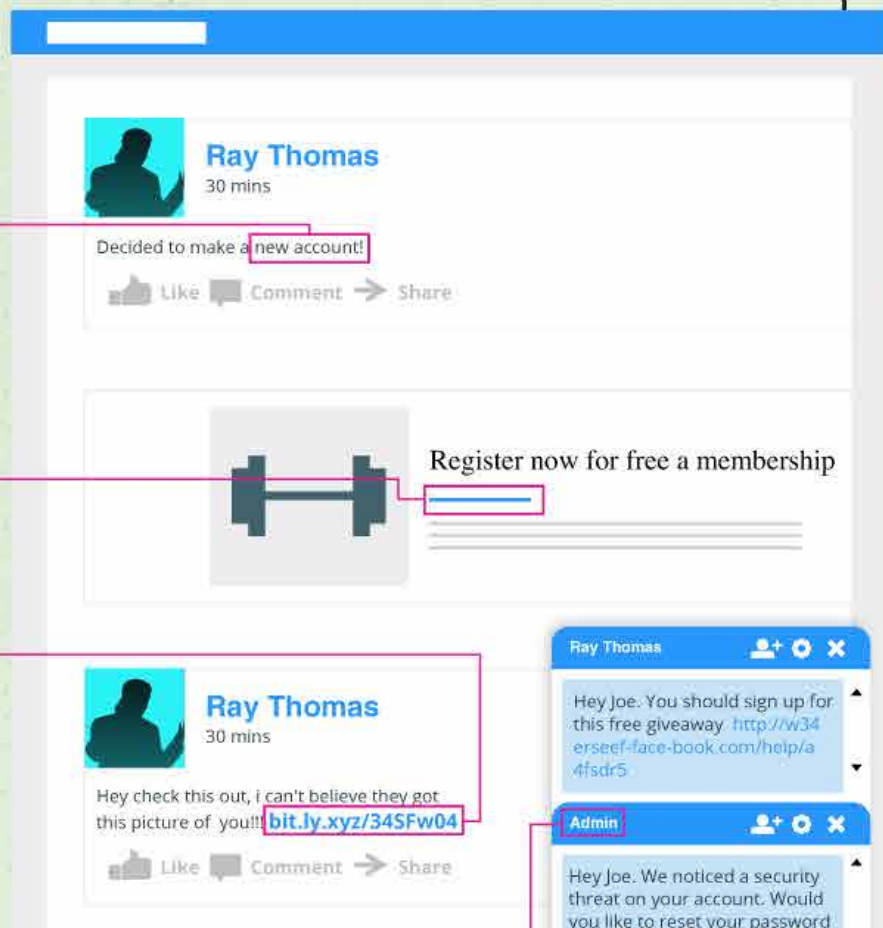 Ray Thomas
30 mins
Decided to make a new account!
Like Comment Share
Register now for free a membership
Ray Thomas
30 mins
Hey check this out, i can't believe they got
this picture of you!!! bit.ly.xyz/34SFw04
Like Comment Share
Ray Thomas
Hey Joe. You should sign up for
this free giveaway http://w34
erseef-face-book.com/help/a
4fsdr5
Admin
Hey Joe. We noticed a security
threat on your account. Would
you like to reset your password